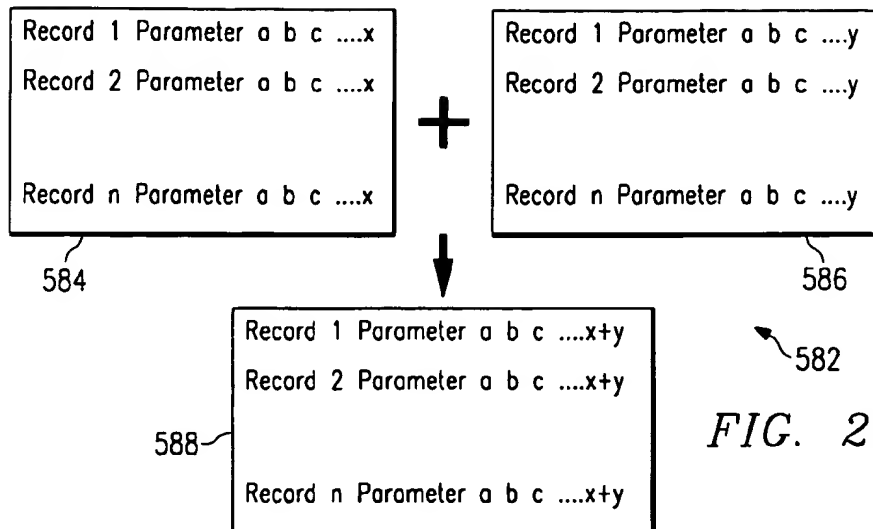 Record 1 Parameter a b c ....x
Record 2 Parameter a b c ....x
Record n Parameter a b c ....x
584
+
Record 1 Parameter a b c ....y
Record 2 Parameter a b c ....y
Record n Parameter a b c ....y
586
Record 1 Parameter a b c ....x+y
Record 2 Parameter a b c ....x+y
Record n Parameter a b c ....x+y
588
582
FIG. 2